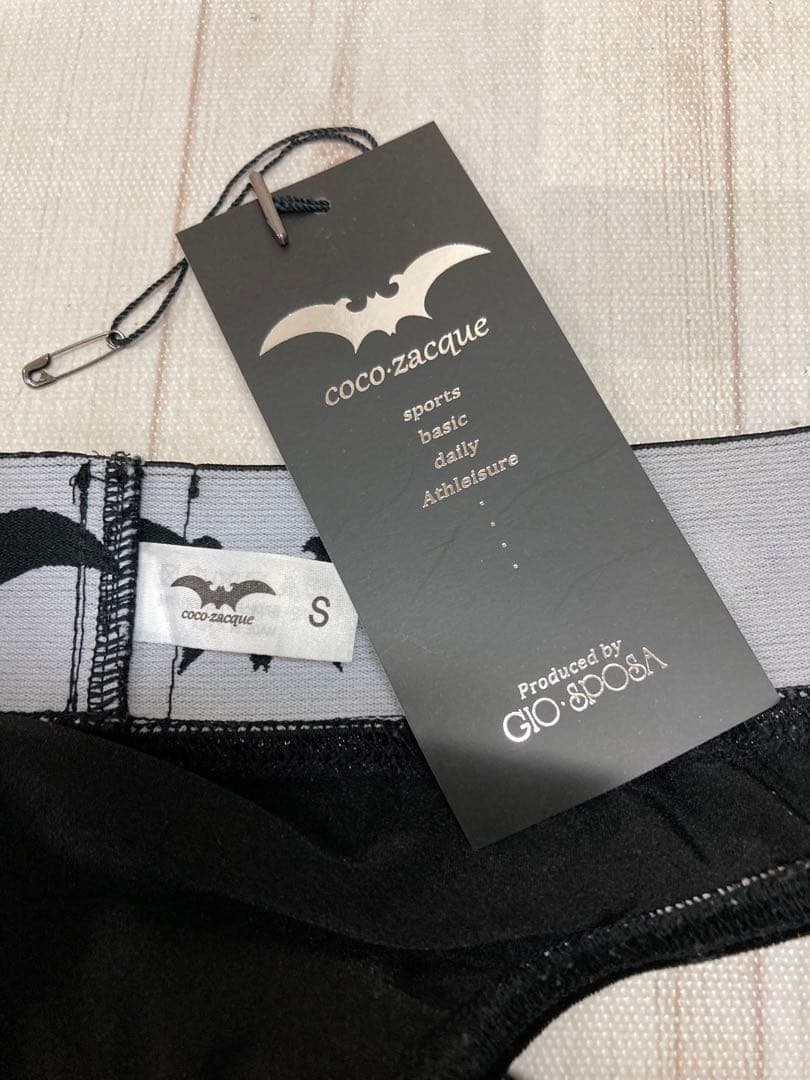 coco·zacque
sports
basic
daily
Athleisure
Produced by
GIO·SPOSA
coco·zacque
S